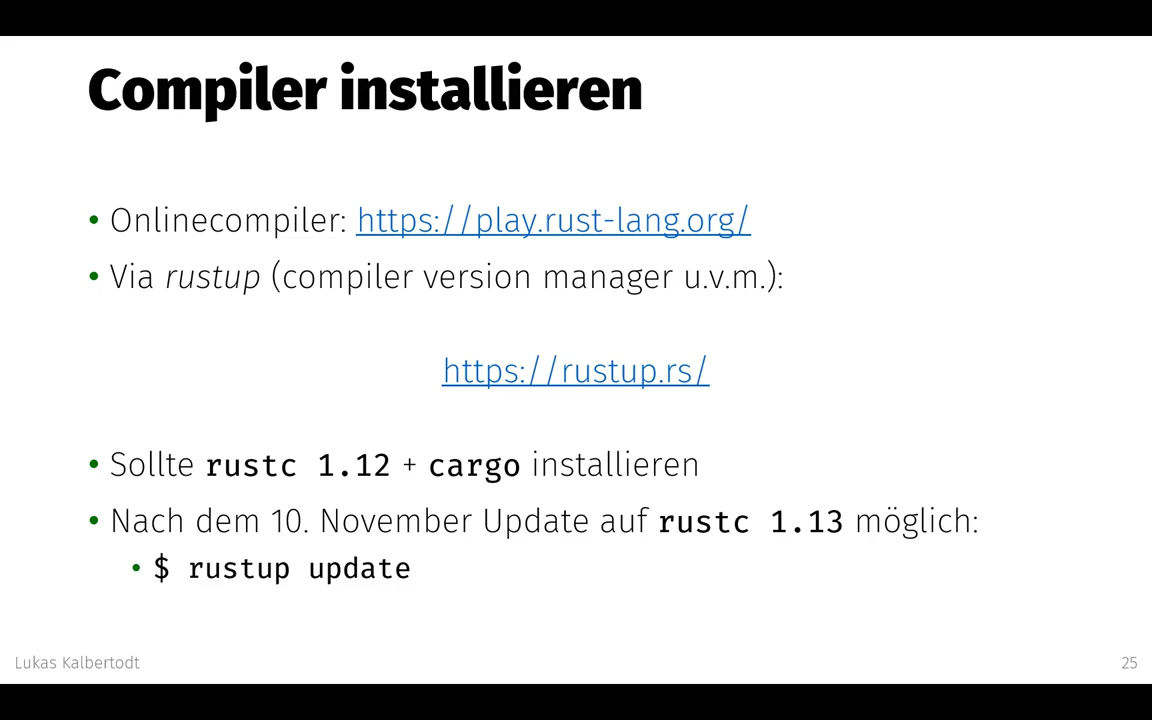 Compiler installieren
• Onlinecompiler: https://play.rust-lang.org/
• Via rustup (compiler version manager u.v.m.):
https://rustup.rs/
• Sollte rustc 1.12 + cargo installieren
• Nach dem 10. November Update auf rustc 1.13 möglich:
• $ rustup update
Lukas Kalbertodt
25